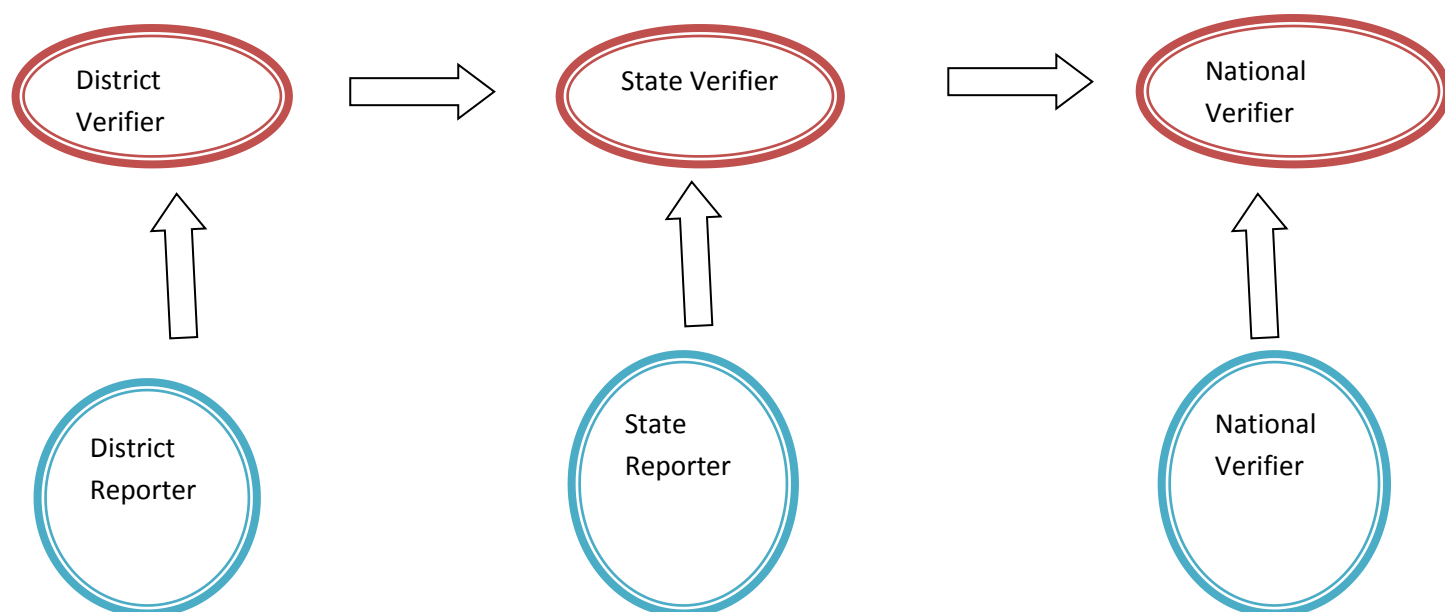 District
Verifier
State Verifier
National
Verifier
District
Reporter
State
Reporter
National
Verifier